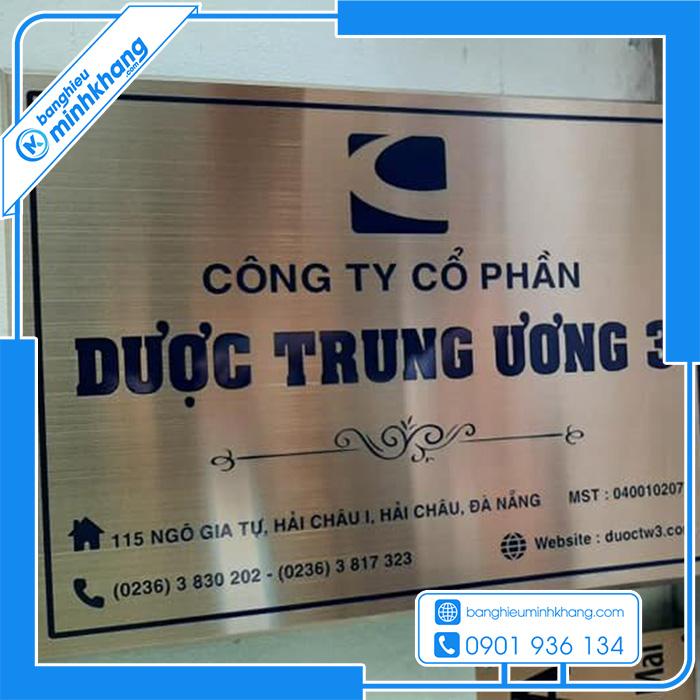 banghieu
minhkhang
.com
CÔNG TY CỔ PHẦN
DƯỢC TRUNG ƯƠNG 3
115 NGÔ GIA TỰ, HẢI CHÂU I, HẢI CHÂU, ĐÀ NẴNG
MST : 040010207
(0236) 3 830 202 - (0236) 3 817 323
Website : duoctw3.com
banghieuminhkhang.com
0901 936 134
Mai